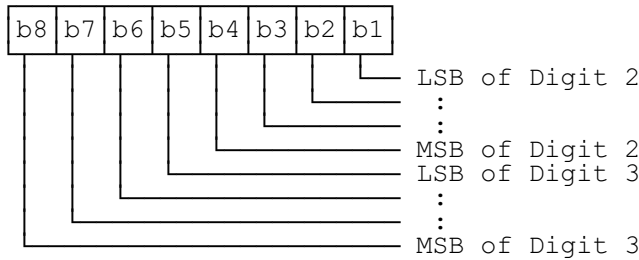 b8 b7 b6 b5 b4 b3 b2 b1
LSB of Digit 2
:
:
MSB of Digit 2
LSB of Digit 3
:
:
MSB of Digit 3